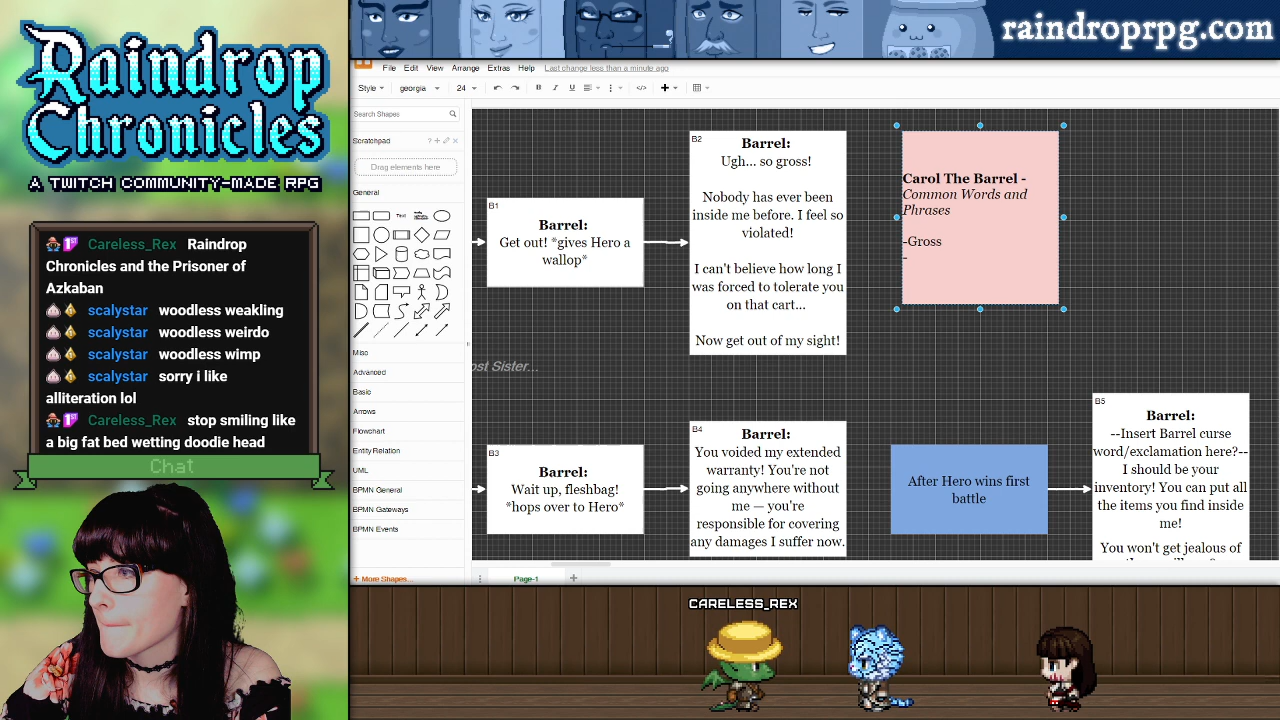 Raindrop
Chronicles
A TWITCH COMMUNITY-MADE RPG
raindroprpg.com
File Edit View Arrange Extras Help Last change less than a minute ago
Style georgia 24 B I U
Search Shapes
Scratchpad
Drag elements here
General
Text
Misc
Advanced
Basic
Arrows
Flowchart
Entity Relation
UML
BPMN General
BPMN Gateways
BPMN Events
+ More Shapes...
Page-1
Careless_Rex Raindrop
Chronicles and the Prisoner of
Azkaban
scalystar woodless weakling
scalystar woodless weirdo
scalystar woodless wimp
scalystar sorry i like
alliteration lol
Careless_Rex stop smiling like
a big fat bed wetting doodie head
Chat
B1
Barrel:
Get out! *gives Hero a
wallop*
B2
Barrel:
Ugh... so gross!
Nobody has ever been
inside me before. I feel so
violated!
I can't believe how long I
was forced to tolerate you
on that cart...
Now get out of my sight!
Carol The Barrel -
Common Words and
Phrases
-Gross
-
ost Sister...
B3
Barrel:
Wait up, fleshbag!
*hops over to Hero*
B4
Barrel:
You voided my extended
warranty! You're not
going anywhere without
me — you're
responsible for covering
any damages I suffer now.
After Hero wins first
battle
B5
Barrel:
--Insert Barrel curse
word/exclamation here?--
I should be your
inventory! You can put all
the items you find inside
me!
You won't get jealous of
CARELESS_REX